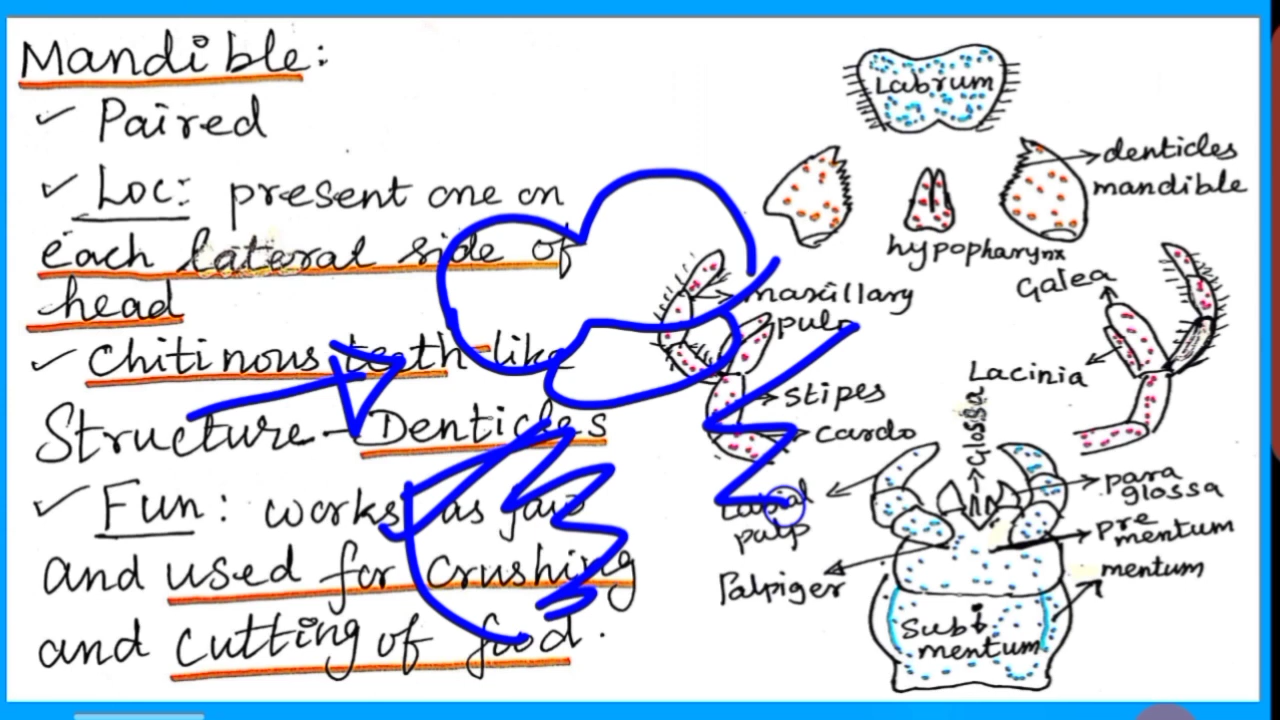 Mandible:
✓ Paired
✓ Loc: present one on
each lateral side of
head
✓ Chitinous teeth like
Structure - Denticles
✓ Fun: works as jaw
and used for crushing
and cutting of food.
Labrum
denticles
mandible
hypopharynx
maxillary
pulp
Galea
Lacinia
stipes
cardo
Glossa
Labial
pulp
para
glossa
pre
mentum
mentum
Palpiger
Sub
mentum